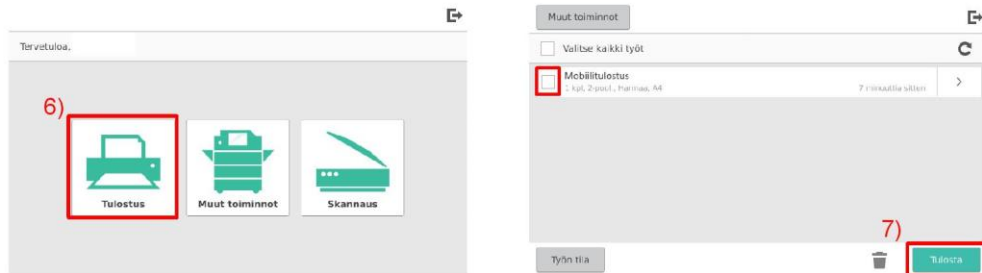 Tervetuloa,
6)
Tulostus
Muut toiminnot
Skannaus
Muut toiminnot
Valitse kaikki työt
Mobiilitulostus
1 kpl, 2-puol., Harmaa, A4
7 minuuttia sitten
7)
Työn tila
Tulosta